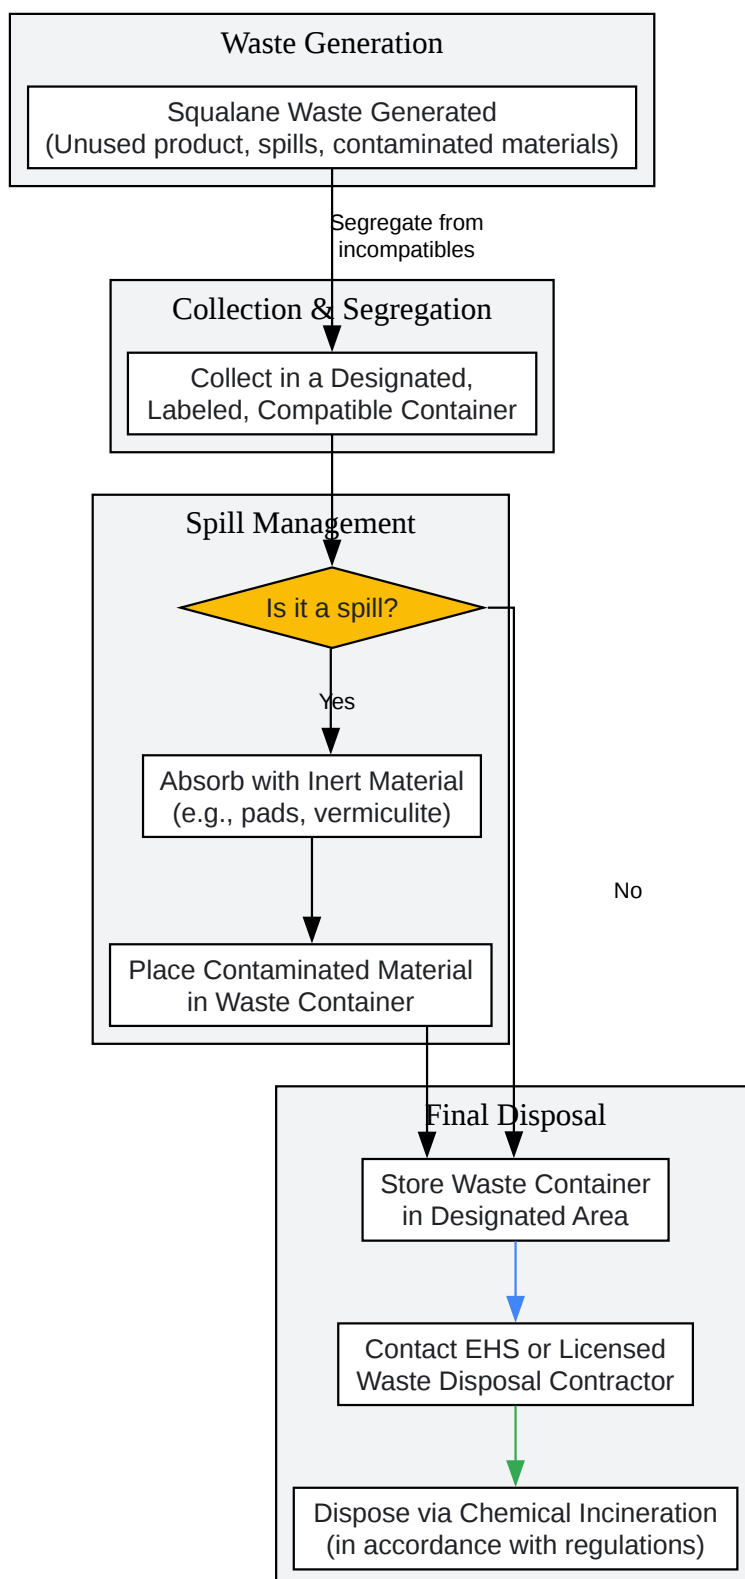 Waste Generation
Squalane Waste Generated
(Unused product, spills, contaminated materials)
Segregate from
incompatibles
Collection & Segregation
Collect in a Designated,
Labeled, Compatible Container
Spill Management
Is it a spill?
Yes
Absorb with Inert Material
(e.g., pads, vermiculite)
No
Place Contaminated Material
in Waste Container
Final Disposal
Store Waste Container
in Designated Area
Contact EHS or Licensed
Waste Disposal Contractor
Dispose via Chemical Incineration
(in accordance with regulations)